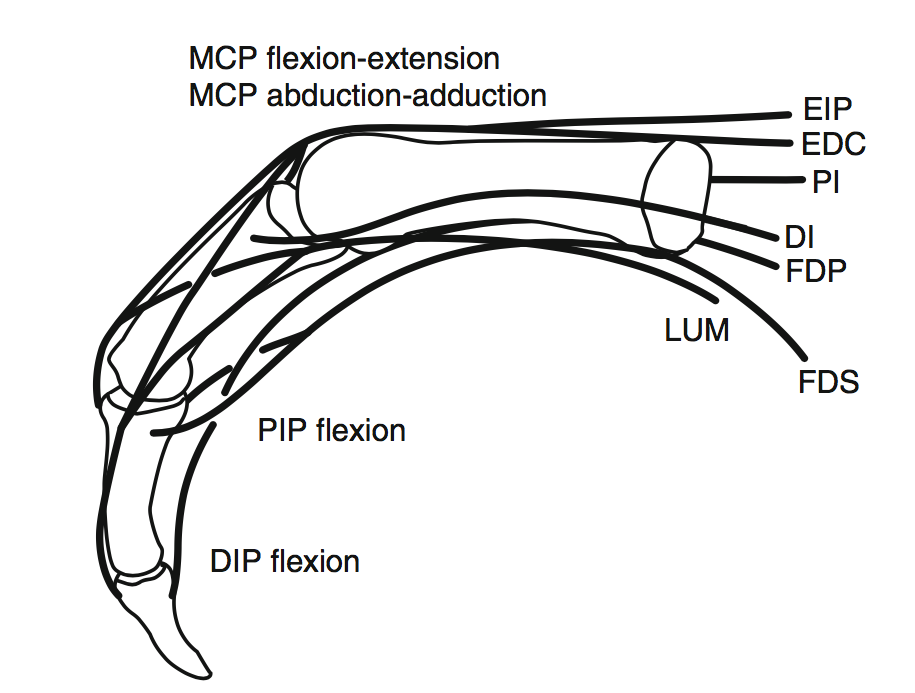 MCP flexion-extension
MCP abduction-adduction
EIP
EDC
PI
DI
FDP
LUM
FDS
PIP flexion
DIP flexion